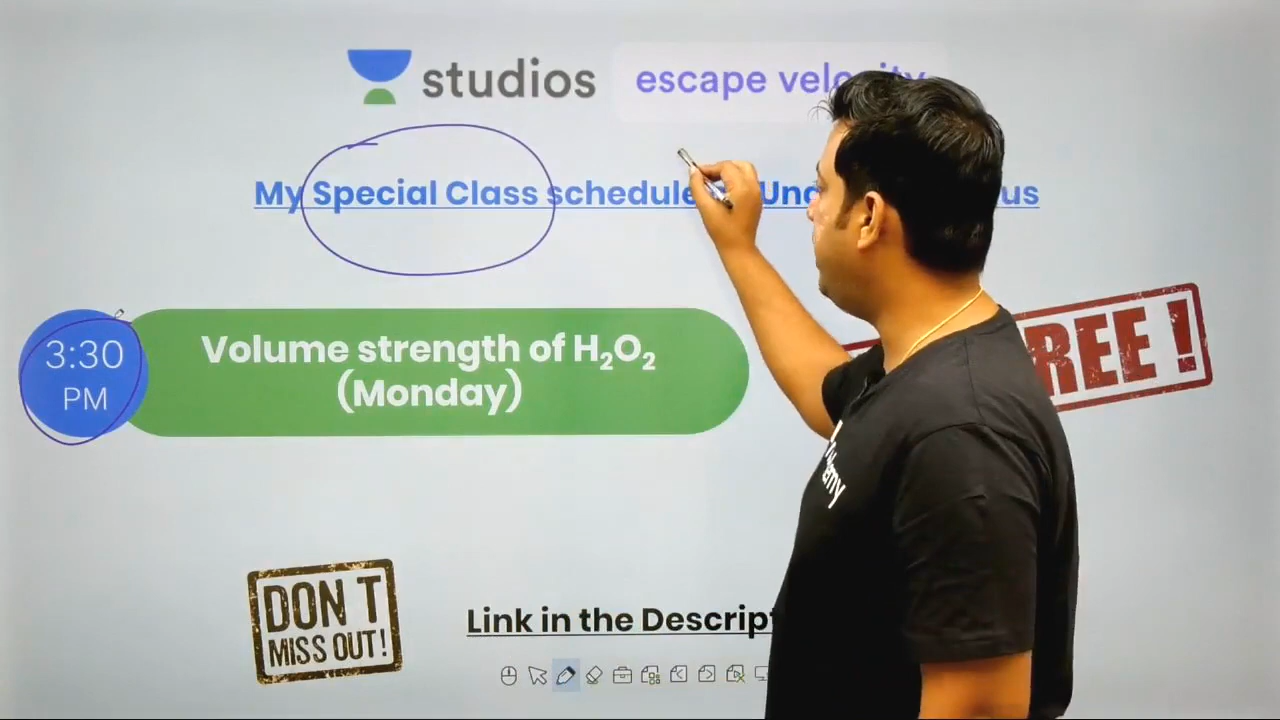 studios escape velocity
My Special Class schedule
3:30
PM
Volume strength of H₂O₂
(Monday)
REE !
DON T
MISS OUT!
Link in the Descript